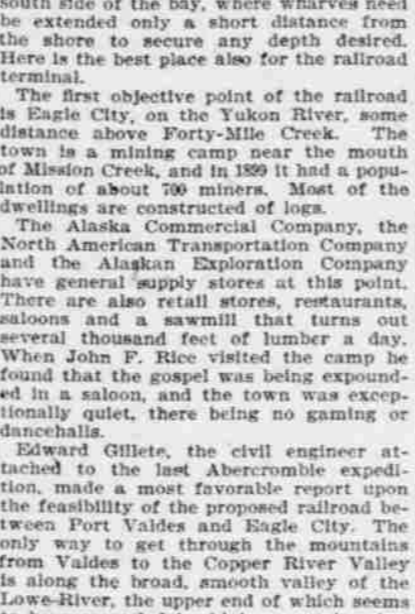 south side of the bay, where wharves need
be extended only a short distance from
the shore to secure any depth desired.
Here is the best place also for the railroad
terminal.
The first objective point of the railroad
is Eagle City, on the Yukon River, some
distance above Forty-Mile Creek. The
town is a mining camp near the mouth
of Mission Creek, and in 1899 it had a popu-
lation of about 700 miners. Most of the
dwellings are constructed of logs.
The Alaska Commercial Company, the
North American Transportation Company
and the Alaskan Exploration Company
have general supply stores at this point.
There are also retail stores, restaurants,
saloons and a sawmill that turns out
several thousand feet of lumber a day.
When John F. Rice visited the camp he
found that the gospel was being expound-
ed in a saloon, and the town was excep-
tionally quiet, there being no gaming or
dancehalls.
Edward Gillete, the civil engineer at-
tached to the last Abercrombie expedi-
tion, made a most favorable report upon
the feasibility of the proposed railroad be-
tween Port Valdes and Eagle City. The
only way to get through the mountains
from Valdes to the Copper River Valley
is along the broad, smooth valley of the
Lowe River, the upper end of which seems